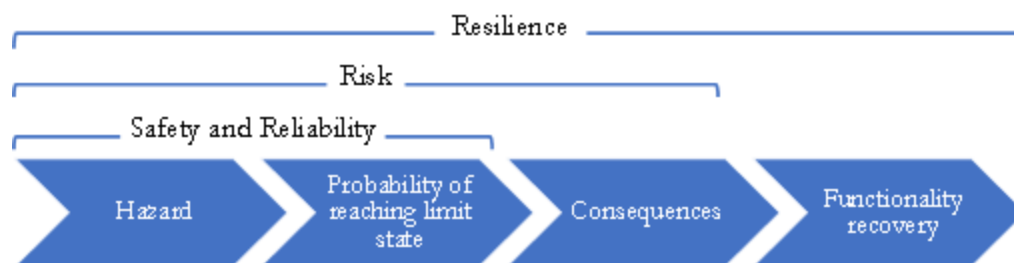 Resilience
Risk
Safety and Reliability
Hazard
Probability of
reaching limit
state
Consequences
Functionality
recovery